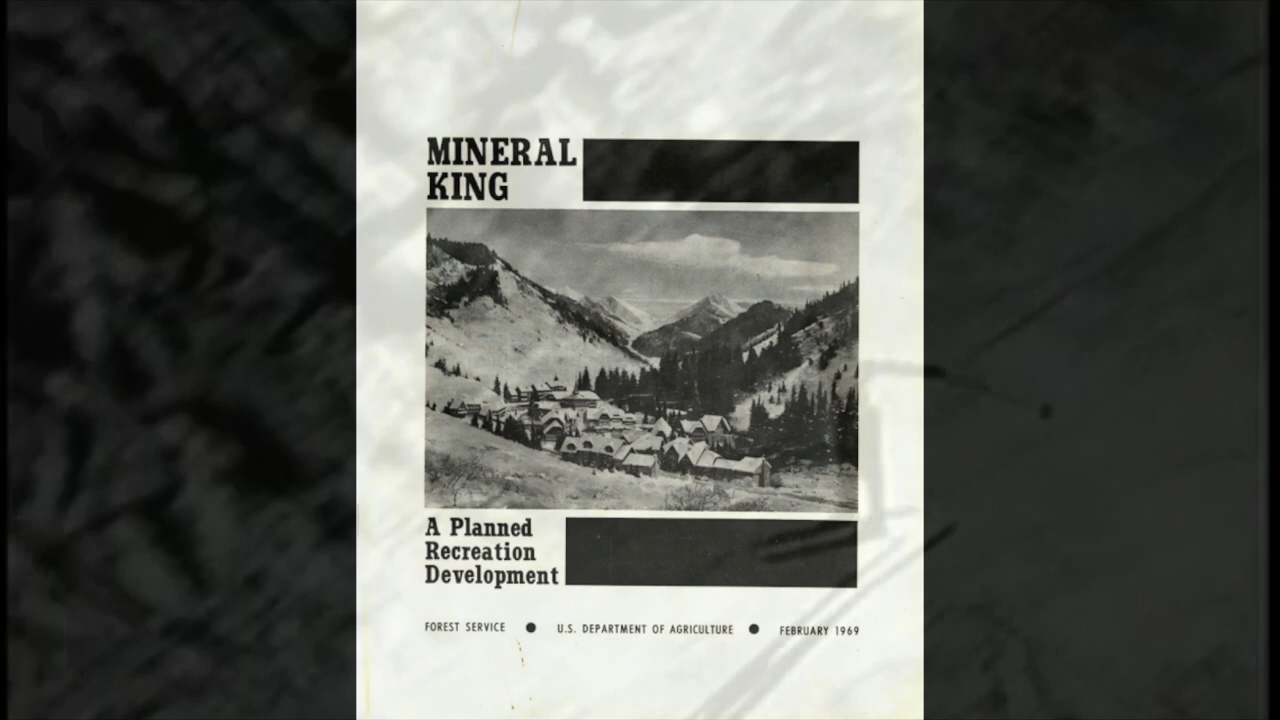 MINERAL
KING
A Planned
Recreation
Development
FOREST SERVICE ● U.S. DEPARTMENT OF AGRICULTURE ● FEBRUARY 1969